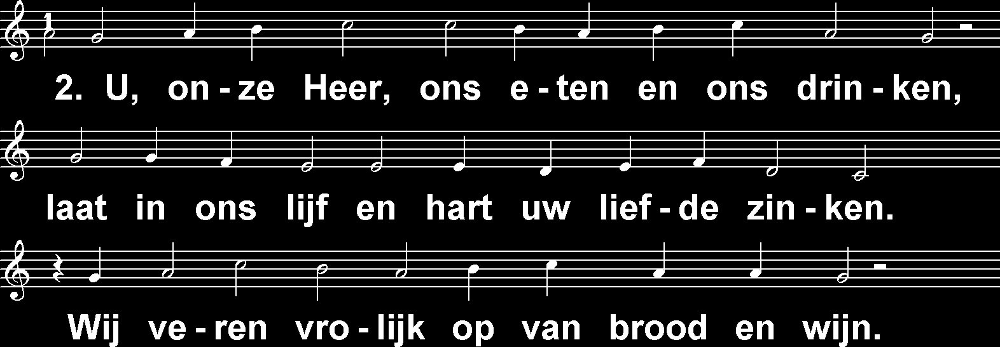 1
2. U, on - ze Heer, ons e - ten en ons drin - ken,
laat in ons lijf en hart uw lief - de zin - ken.
Wij ve - ren vro - lijk op van brood en wijn.